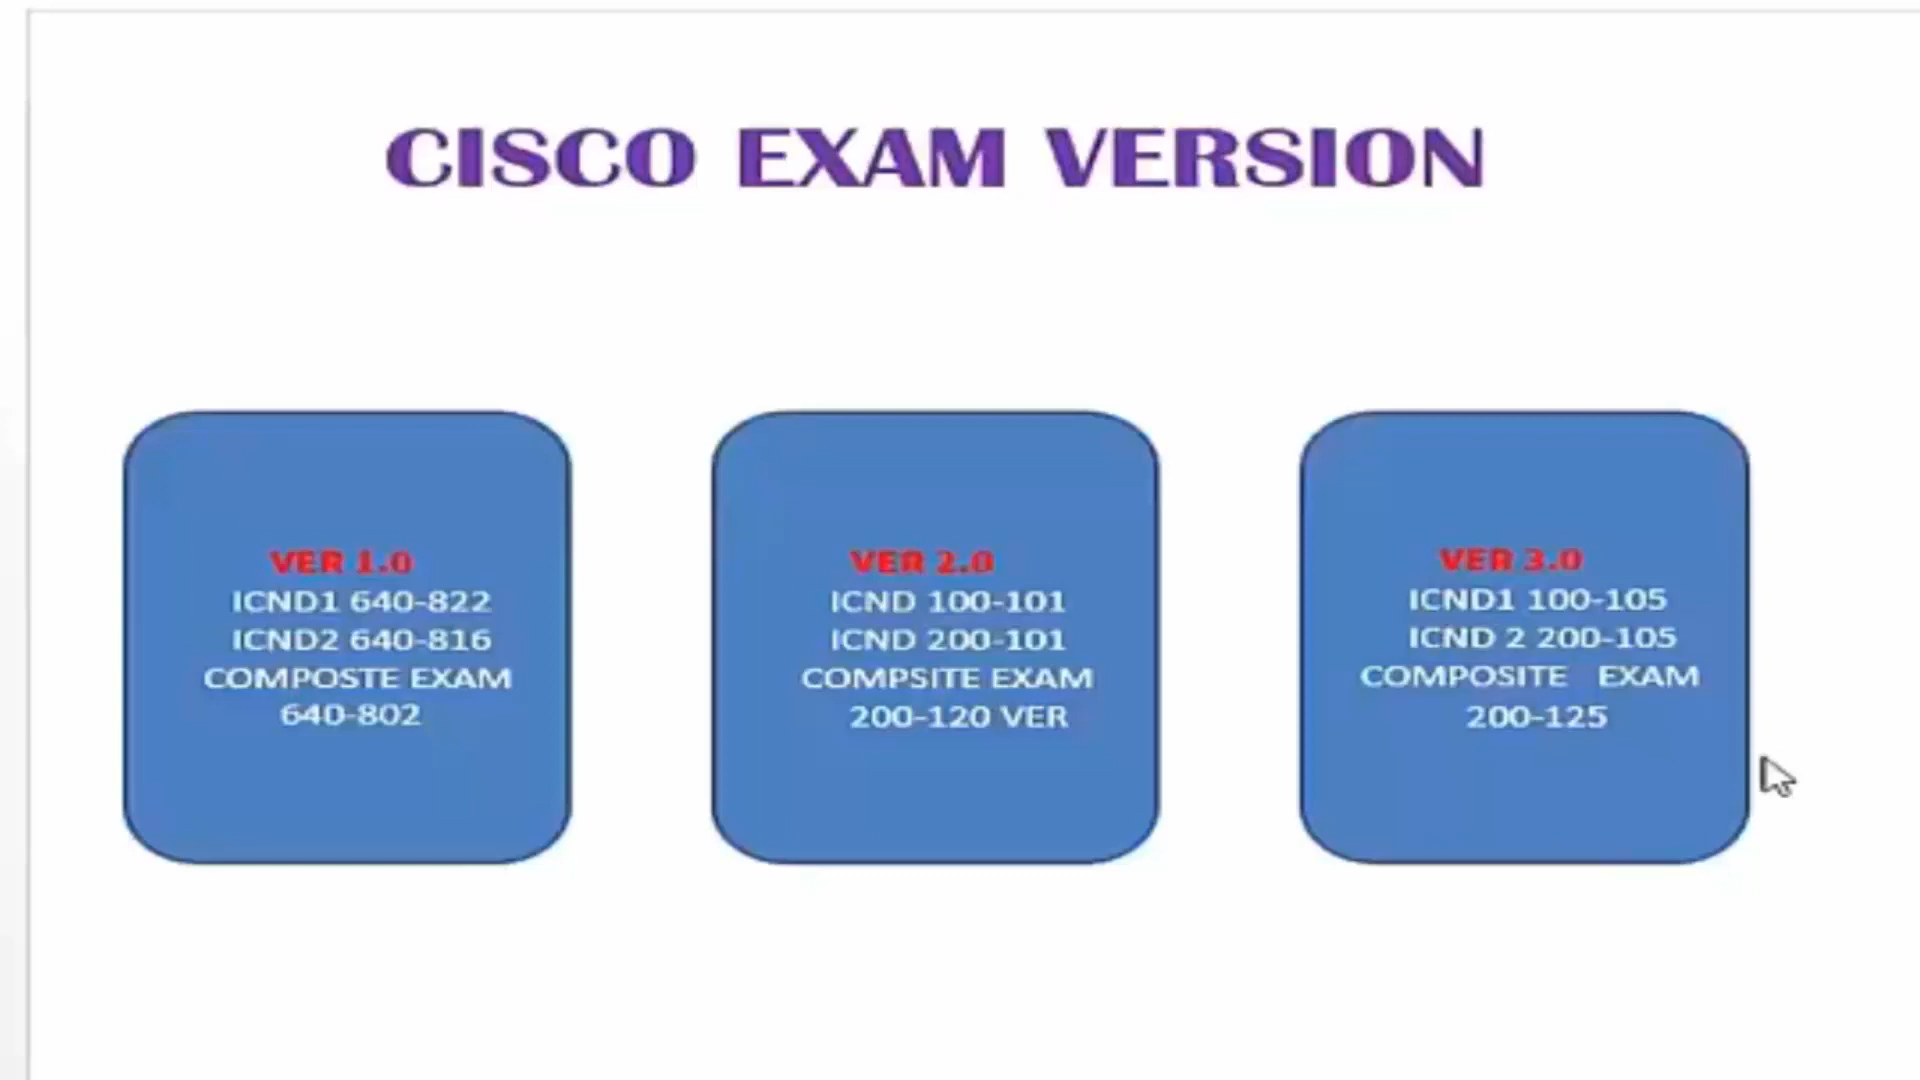 CISCO EXAM VERSION
VER 1.0
ICND1 640-822
ICND2 640-816
COMPOSTE EXAM
640-802
VER 2.0
ICND 100-101
ICND 200-101
COMPSITE EXAM
200-120 VER
VER 3.0
ICND1 100-105
ICND 2 200-105
COMPOSITE EXAM
200-125